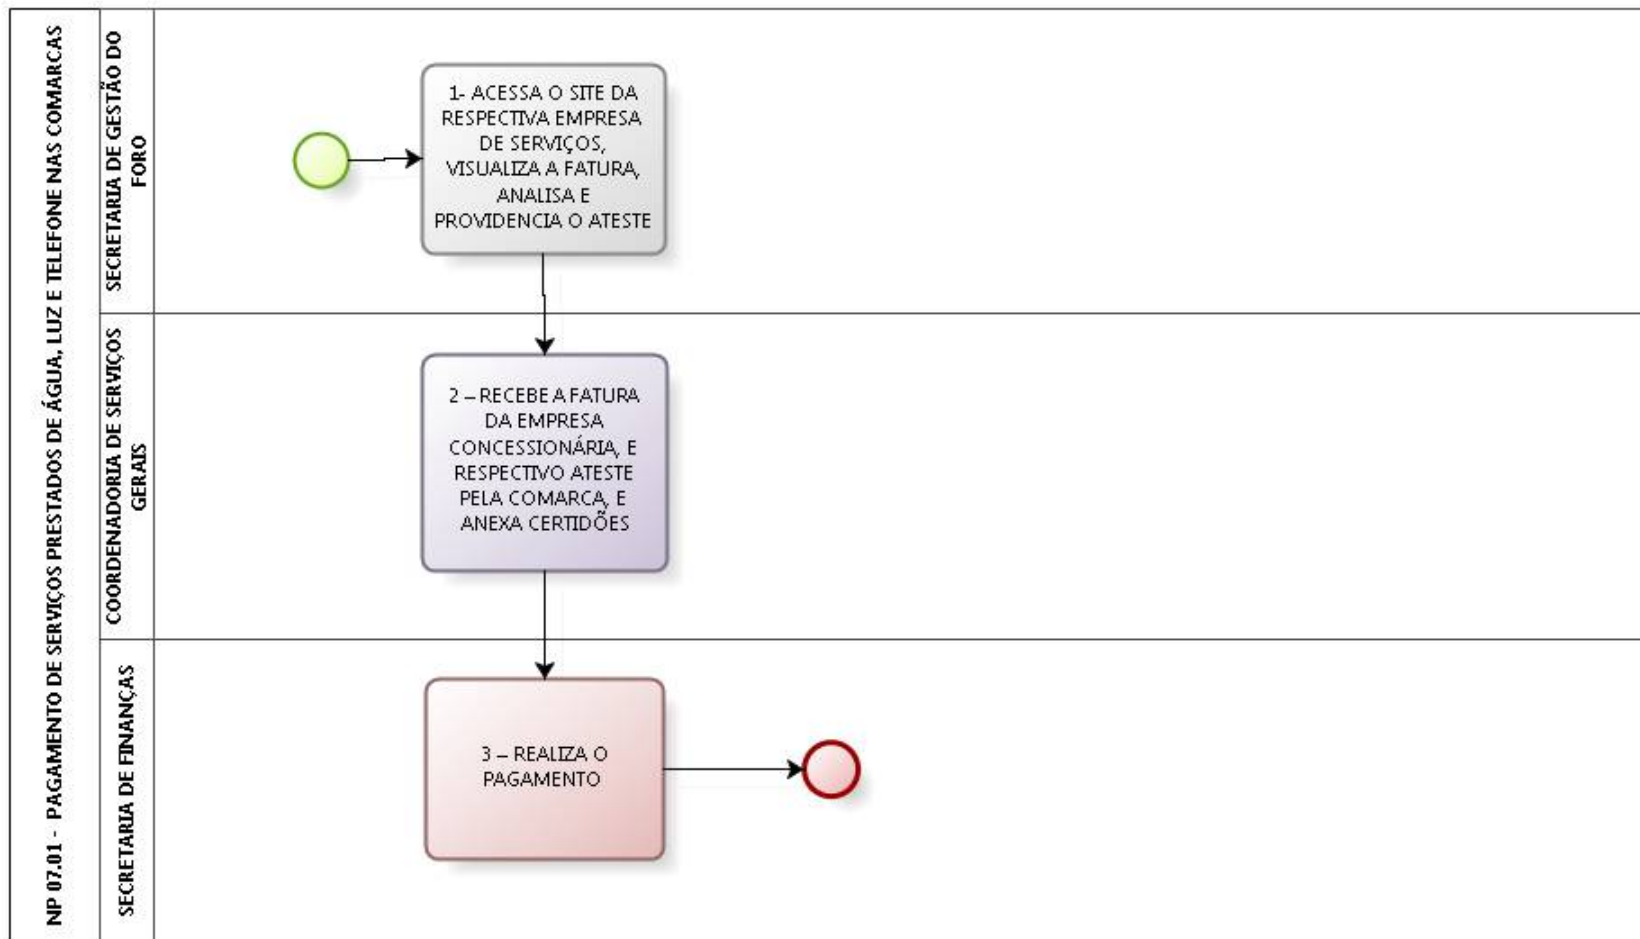 NP 07.01 - PAGAMENTO DE SERVIÇOS PRESTADOS DE ÁGUA, LUZ E TELEFONE NAS COMARCAS
SECRETARIA DE GESTÃO DO
FORO
1- ACESSA O SITE DA
RESPECTIVA EMPRESA
DE SERVIÇOS,
VISUALIZA A FATURA,
ANALISA E
PROVIDENCIA O ATESTE
COORDENADORIA DE SERVIÇOS
GERAIS
2 – RECEBE A FATURA
DA EMPRESA
CONCESSIONÁRIA, E
RESPECTIVO ATESTE
PELA COMARCA, E
ANEXA CERTIDÕES
SECRETARIA DE FINANÇAS
3 – REALIZA O
PAGAMENTO